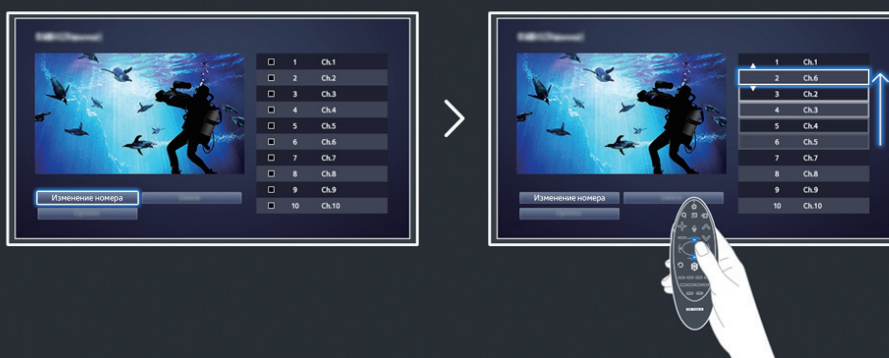 1 Ch.1
2 Ch.2
3 Ch.3
4 Ch.4
5 Ch.5
6 Ch.6
7 Ch.7
8 Ch.8
9 Ch.9
10 Ch.10
Изменение номера
1 Ch.1
2 Ch.6
3 Ch.2
4 Ch.3
5 Ch.4
6 Ch.5
7 Ch.7
8 Ch.8
9 Ch.9
10 Ch.10
Изменение номера